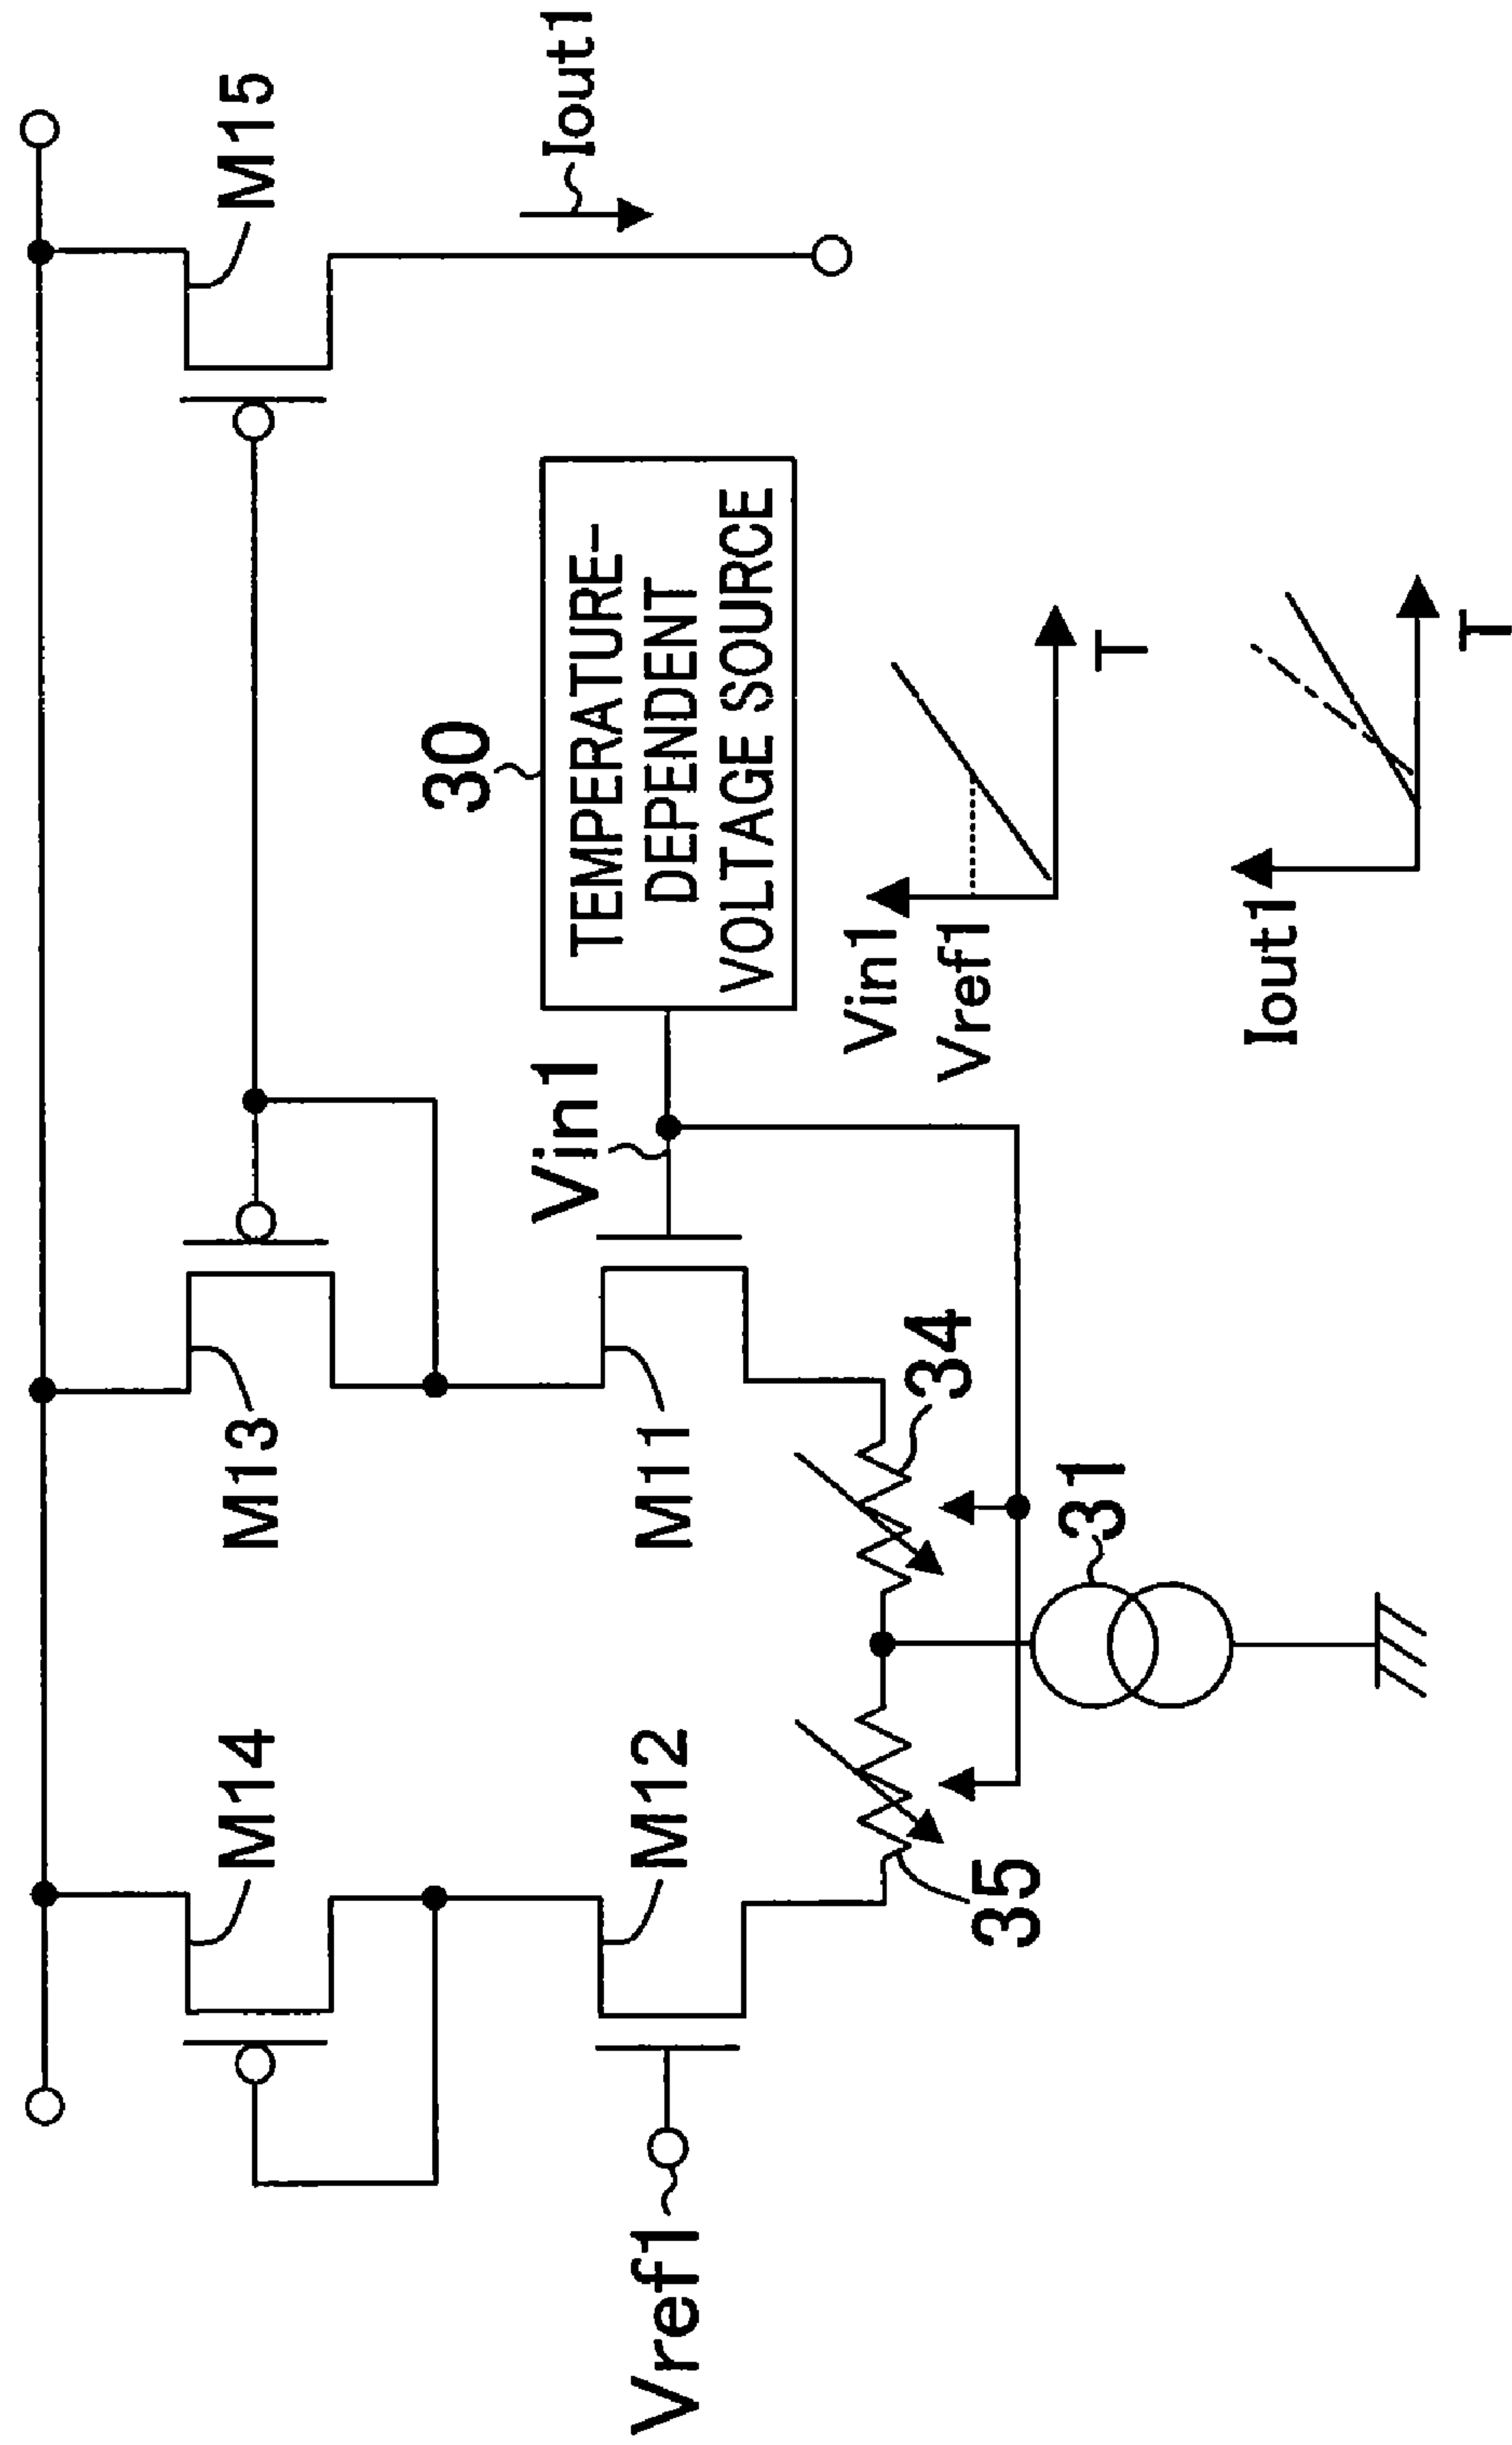 M14
M13
M15
Iout1
30
TEMPERATURE-
DEPENDENT
VOLTAGE SOURCE
Vin1
M12
M11
Vref1
34
35
31
Vin1
Vref1
T
Iout1
T